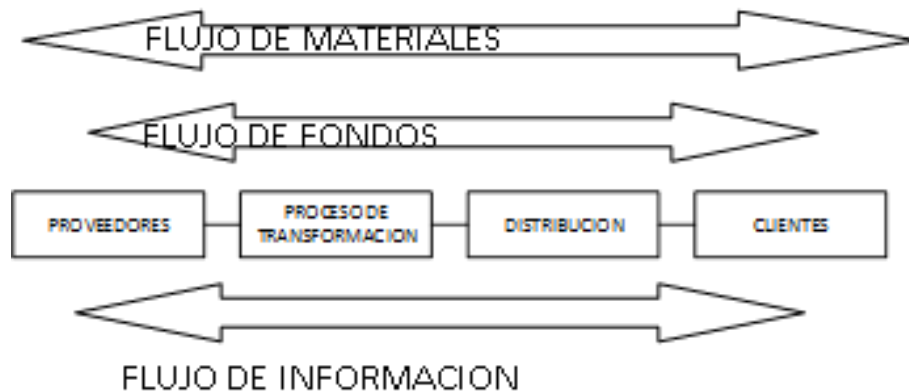 FLUJO DE MATERIALES
FLUJO DE FONDOS
PROVEEDORES
PROCESO DE
TRANSFORMACION
DISTRIBUCION
CLIENTES
FLUJO DE INFORMACION